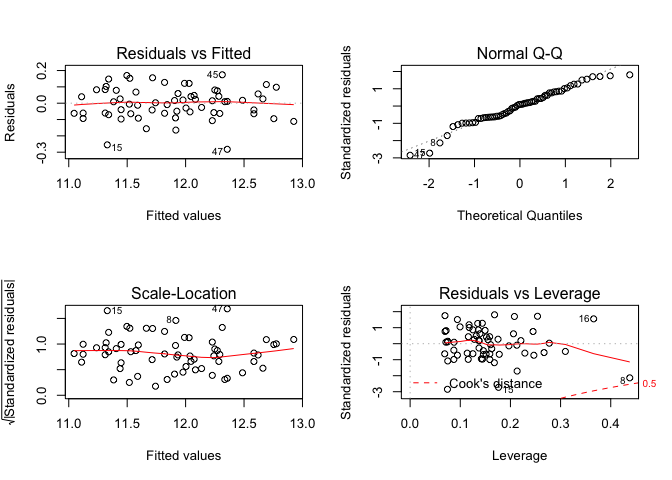 Residuals vs Fitted
Residuals
0.2
0.0
-0.3
45
15
47
11.0 11.5 12.0 12.5 13.0
Fitted values
Normal Q-Q
Standardized residuals
1
-1
-3
8
15
47
-2 -1 0 1 2
Theoretical Quantiles
Scale-Location
√|Standardized residuals|
1.0
0.0
15
8
47
11.0 11.5 12.0 12.5 13.0
Fitted values
Residuals vs Leverage
Standardized residuals
1
-1
-3
16
8
15
Cook's distance
0.5
0.0 0.1 0.2 0.3 0.4
Leverage